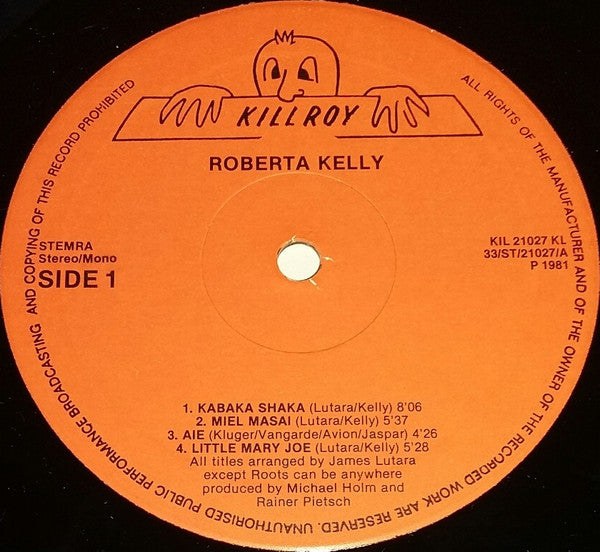 KILLROY
ROBERTA KELLY
STEMRA
Stereo/Mono
SIDE 1
KIL 21027 KL
33/ST/21027/A
P 1981
1. KABAKA SHAKA (Lutara/Kelly) 8'06
2. MIEL MASAI (Lutara/Kelly) 5'37
3. AIE (Kluger/Vangarde/Avion/Jaspar) 4'26
4. LITTLE MARY JOE (Lutara/Kelly) 5'28
All titles arranged by James Lutara
except Roots can be anywhere
produced by Michael Holm and
Rainer Pietsch
ALL RIGHTS OF THE MANUFACTURER AND OF THE OWNER OF THE RECORDED WORK ARE RESERVED. UNAUTHORISED PUBLIC PERFORMANCE BROADCASTING AND COPYING OF THIS RECORD PROHIBITED